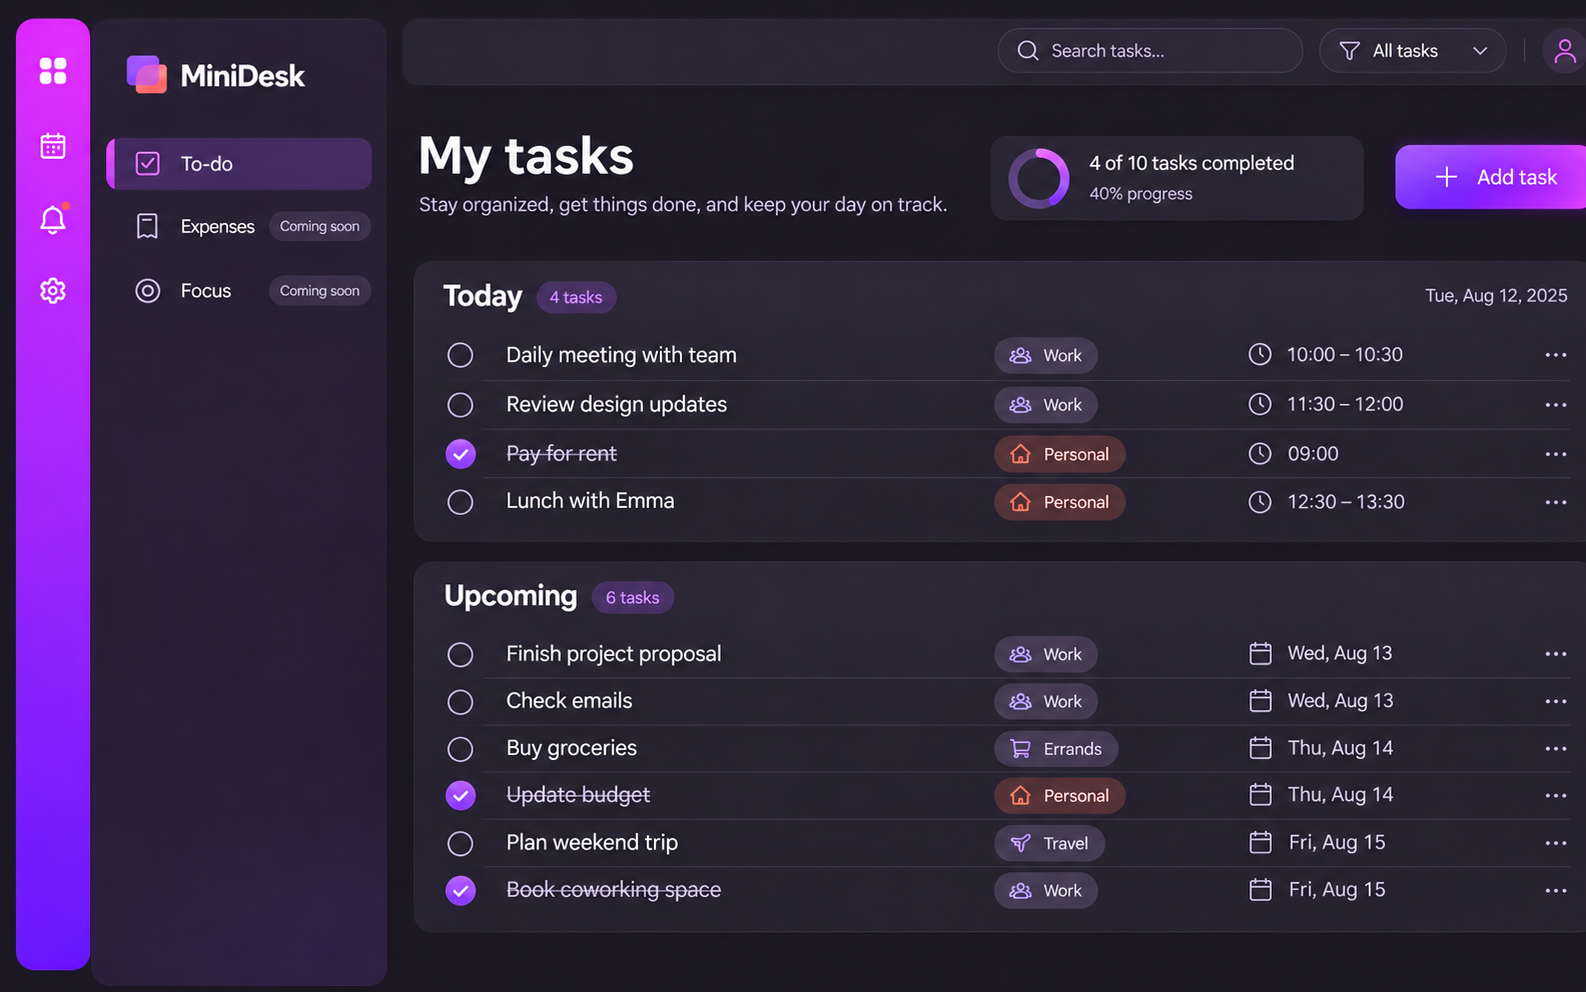 MiniDesk
To-do
Expenses Coming soon
Focus Coming soon
Search tasks...
All tasks
My tasks
Stay organized, get things done, and keep your day on track.
4 of 10 tasks completed
40% progress
Add task
Today 4 tasks Tue, Aug 12, 2025
Daily meeting with team Work 10:00 – 10:30
Review design updates Work 11:30 – 12:00
Pay for rent Personal 09:00
Lunch with Emma Personal 12:30 – 13:30
Upcoming 6 tasks
Finish project proposal Work Wed, Aug 13
Check emails Work Wed, Aug 13
Buy groceries Errands Thu, Aug 14
Update budget Personal Thu, Aug 14
Plan weekend trip Travel Fri, Aug 15
Book coworking space Work Fri, Aug 15